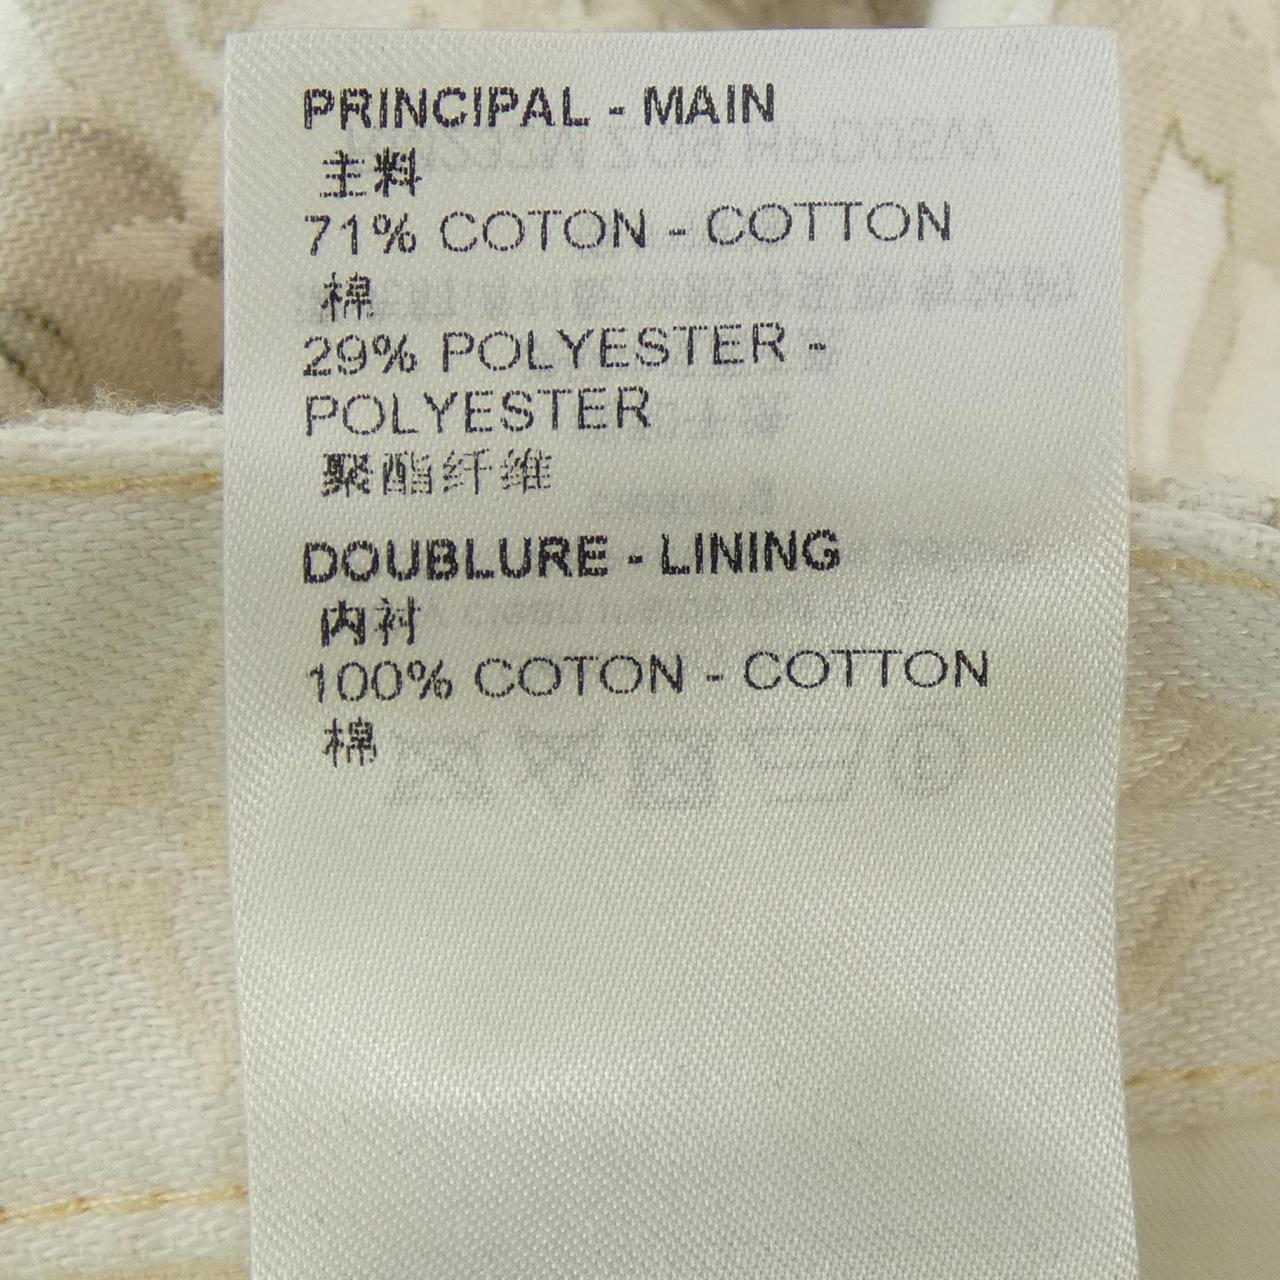 PRINCIPAL - MAIN
主料
71% COTON - COTTON
棉
29% POLYESTER -
POLYESTER
聚酯纤维
DOUBLURE - LINING
内衬
100% COTON - COTTON
棉